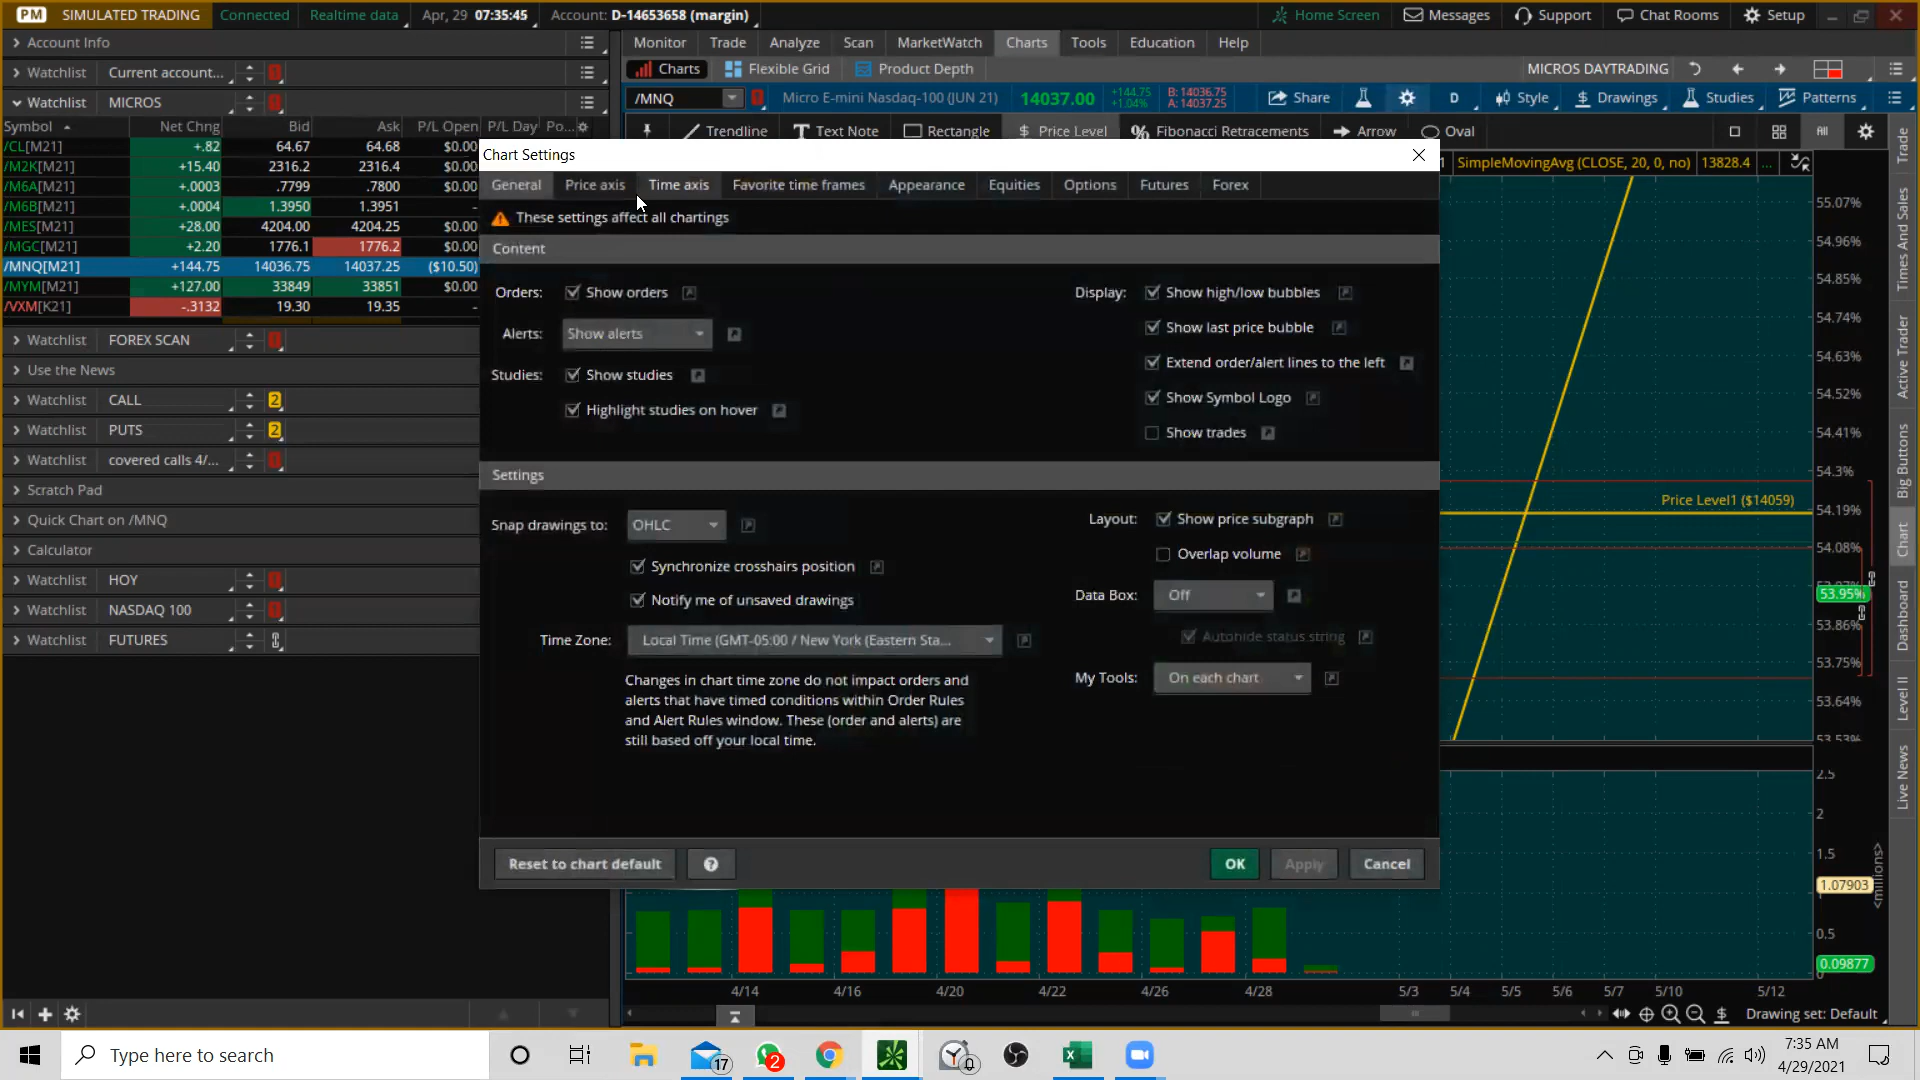 PM SIMULATED TRADING Connected Realtime data Apr, 29 07:35:45 Account: D-14653658 (margin) Home Screen Messages Support Chat Rooms Setup
Account Info
Monitor Trade Analyze Scan MarketWatch Charts Tools Education Help
Watchlist Current account...
Charts Flexible Grid Product Depth MICROS DAYTRADING
Watchlist MICROS
/MNQ Micro E-mini Nasdaq-100 (JUN 21) 14037.00 +144.75 +1.04% B: 14036.75 A: 14037.25 Share D Style Drawings Studies Patterns
Symbol Net Chng Bid Ask P/L Open P/L Day Po...
Trendline Text Note Rectangle $ Price Level Fibonacci Retracements Arrow Oval All
/CL[M21] +.82 64.67 64.68 $0.00
/M2K[M21] +15.40 2316.2 2316.4 $0.00
/M6A[M21] +.0003 .7799 .7800 $0.00
/M6B[M21] +.0004 1.3950 1.3951 -
/MES[M21] +28.00 4204.00 4204.25 $0.00
/MGC[M21] +2.20 1776.1 1776.2 $0.00
/MNQ[M21] +144.75 14036.75 14037.25 ($10.50)
/MYM[M21] +127.00 33849 33851 $0.00
/VXM[K21] -.3132 19.30 19.35 -
Watchlist FOREX SCAN
Use the News
Watchlist CALL 2
Watchlist PUTS 2
Watchlist covered calls 4/...
Scratch Pad
Quick Chart on /MNQ
Calculator
Watchlist HOY
Watchlist NASDAQ 100
Watchlist FUTURES
Chart Settings
General Price axis Time axis Favorite time frames Appearance Equities Options Futures Forex
These settings affect all chartings
Content
Orders: Show orders
Alerts: Show alerts
Studies: Show studies
Highlight studies on hover
Display: Show high/low bubbles
Show last price bubble
Extend order/alert lines to the left
Show Symbol Logo
Show trades
Settings
Snap drawings to: OHLC
Synchronize crosshairs position
Notify me of unsaved drawings
Time Zone: Local Time (GMT-05:00 / New York (Eastern Sta...
Changes in chart time zone do not impact orders and
alerts that have timed conditions within Order Rules
and Alert Rules window. These (order and alerts) are
still based off your local time.
Layout: Show price subgraph
Overlap volume
Data Box: Off
Autohide status string
My Tools: On each chart
Reset to chart default ? OK Apply Cancel
SimpleMovingAvg (CLOSE, 20, 0, no) 13828.4 ...
55.07%
54.96%
54.85%
54.74%
54.63%
54.52%
54.41%
54.3%
Price Level1 ($14059)
54.19%
54.08%
53.95%
53.86%
53.75%
53.64%
53.53%
2.5
2
1.5
1.07903
<millions>
0.5
0.09877
0
4/14 4/16 4/20 4/22 4/26 4/28 5/3 5/4 5/5 5/6 5/7 5/10 5/12
Drawing set: Default
Trade
Times And Sales
Active Trader
Big Buttons
Chart
Dashboard
Level II
Live News
Type here to search
17 2 0
7:35 AM
4/29/2021